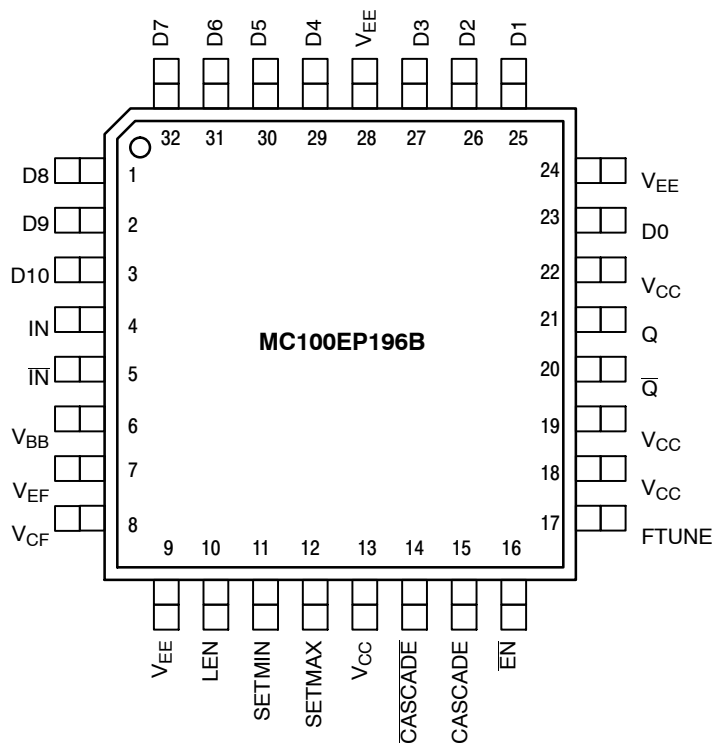 D7 D6 D5 D4 VEE D3 D2 D1
32 31 30 29 28 27 26 25
D8 1 24 VEE
D9 2 23 D0
D10 3 22 VCC
IN 4 21 Q
MC100EP196B
I̅N̅ 5 20 Q̅
VBB 6 19 VCC
VEF 7 18 VCC
VCF 8 17 FTUNE
9 10 11 12 13 14 15 16
VEE LEN SETMIN SETMAX VCC C̅A̅S̅C̅A̅D̅E̅ CASCADE E̅N̅